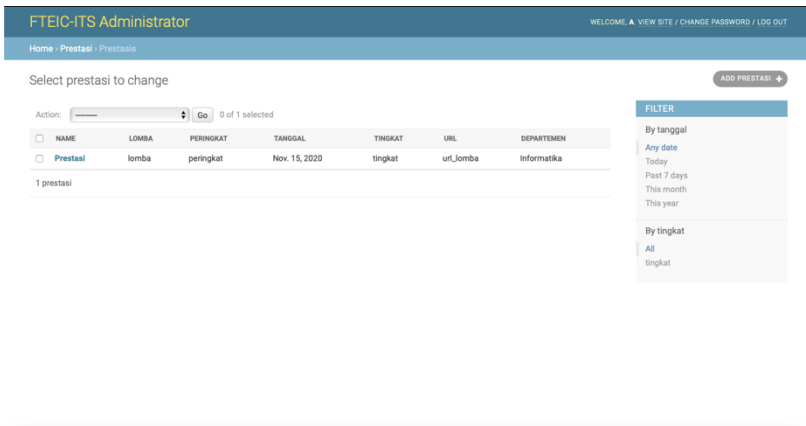 FTEIC-ITS Administrator
WELCOME, A. VIEW SITE / CHANGE PASSWORD / LOG OUT
Home › Prestasi › Prestasis
Select prestasi to change
ADD PRESTASI +
Action: --------- Go 0 of 1 selected
NAME LOMBA PERINGKAT TANGGAL TINGKAT URL DEPARTEMEN
Prestasi lomba peringkat Nov. 15, 2020 tingkat url_lomba Informatika
1 prestasi
FILTER
By tanggal
Any date
Today
Past 7 days
This month
This year
By tingkat
All
tingkat